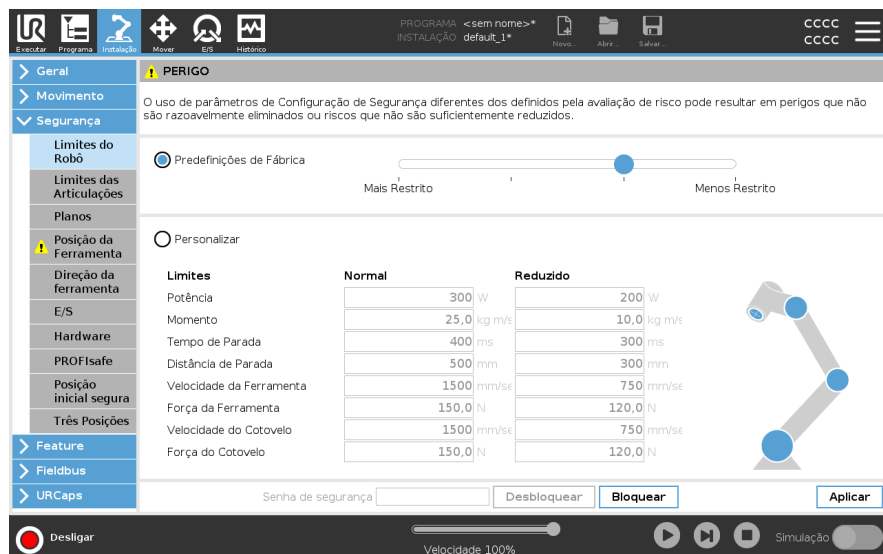 PROGRAMA <sem nome>*
INSTALAÇÃO default_1*
CCCC
CCCC
Executar Programa Instalação Mover E/S Histórico Novo... Abrir... Salvar...
Geral
Movimento
Segurança
Limites do
Robô
Limites das
Articulações
Planos
Posição da
Ferramenta
Direção da
ferramenta
E/S
Hardware
PROFIsafe
Posição
inicial segura
Três Posições
Feature
Fieldbus
URCaps
PERIGO
O uso de parâmetros de Configuração de Segurança diferentes dos definidos pela avaliação de risco pode resultar em perigos que não
são razoavelmente eliminados ou riscos que não são suficientemente reduzidos.
Predefinições de Fábrica
Mais Restrito Menos Restrito
Personalizar
Limites Normal Reduzido
Potência 300 W 200 W
Momento 25,0 kg m/s 10,0 kg m/s
Tempo de Parada 400 ms 300 ms
Distância de Parada 500 mm 300 mm
Velocidade da Ferramenta 1500 mm/se 750 mm/se
Força da Ferramenta 150,0 N 120,0 N
Velocidade do Cotovelo 1500 mm/se 750 mm/se
Força do Cotovelo 150,0 N 120,0 N
Senha de segurança Desbloquear Bloquear Aplicar
Desligar
Velocidade 100%
Simulação